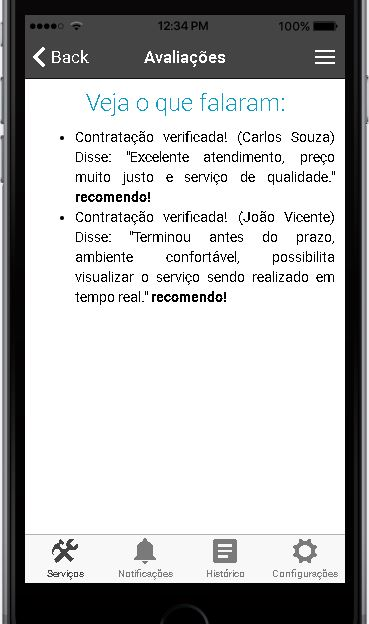 12:34 PM 100%
Back Avaliações
Veja o que falaram:
• Contratação verificada! (Carlos Souza)
Disse: "Excelente atendimento, preço
muito justo e serviço de qualidade."
recomendo!
• Contratação verificada! (João Vicente)
Disse: "Terminou antes do prazo,
ambiente confortável, possibilita
visualizar o serviço sendo realizado em
tempo real." recomendo!
Serviços Notificações Histórico Configurações